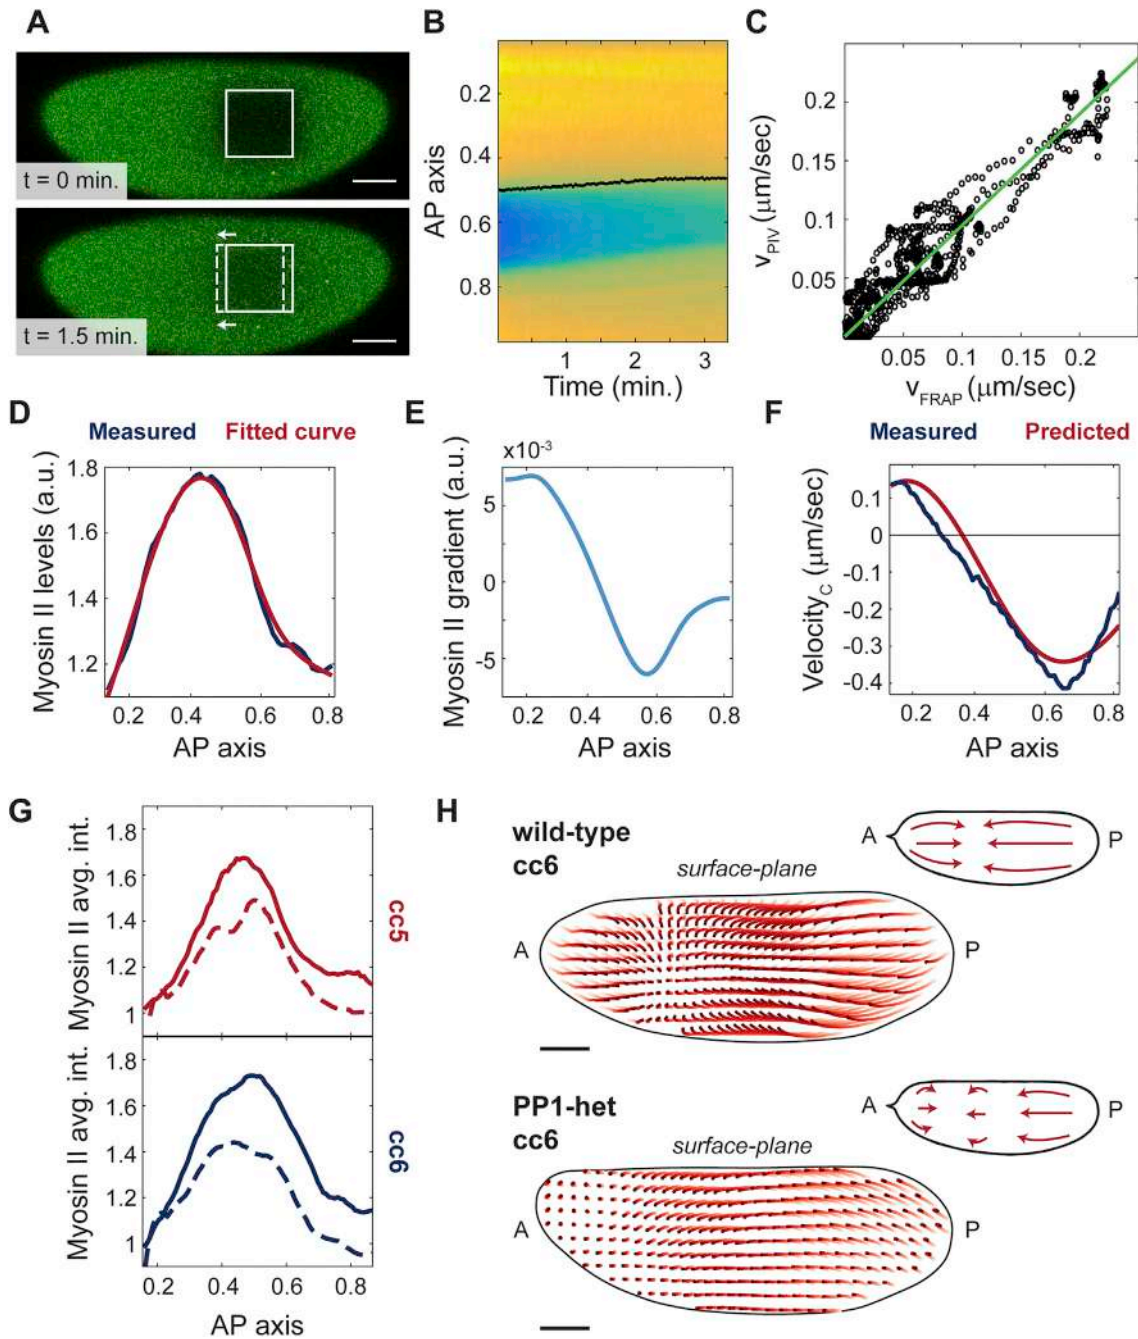 A
t = 0 min.
t = 1.5 min.
B
AP axis
0.2
0.4
0.6
0.8
1
2
3
Time (min.)
C
v_PIV (μm/sec)
0.2
0.15
0.1
0.05
0.05
0.1
0.15
0.2
v_FRAP (μm/sec)
D
Measured
Fitted curve
Myosin II levels (a.u.)
1.8
1.6
1.4
1.2
0.2
0.4
0.6
0.8
AP axis
E
x10⁻³
Myosin II gradient (a.u.)
5
0
-5
0.2
0.4
0.6
0.8
AP axis
F
Measured
Predicted
Velocity_C (μm/sec)
0.1
0
-0.1
-0.2
-0.3
-0.4
0.2
0.4
0.6
0.8
AP axis
G
Myosin II avg. int.
1.8
1.6
1.4
1.2
1
cc5
Myosin II avg. int.
1.8
1.6
1.4
1.2
1
cc6
0.2
0.4
0.6
0.8
AP axis
H
wild-type
cc6
surface-plane
A
P
A
P
PP1-het
cc6
surface-plane
A
P
A
P